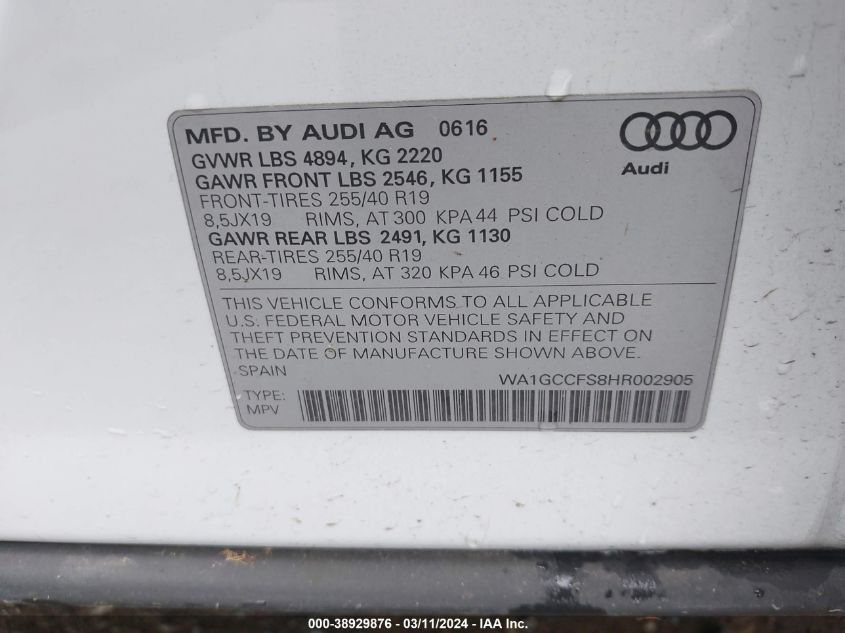 MFD. BY AUDI AG 0616
GVWR LBS 4894, KG 2220
GAWR FRONT LBS 2546, KG 1155
FRONT-TIRES 255/40 R19
8,5JX19 RIMS, AT 300 KPA 44 PSI COLD
GAWR REAR LBS 2491, KG 1130
REAR-TIRES 255/40 R19
8,5JX19 RIMS, AT 320 KPA 46 PSI COLD
Audi
THIS VEHICLE CONFORMS TO ALL APPLICABLE
U.S. FEDERAL MOTOR VEHICLE SAFETY AND
THEFT PREVENTION STANDARDS IN EFFECT ON
THE DATE OF MANUFACTURE SHOWN ABOVE.
SPAIN
WA1GCCFS8HR002905
TYPE:
MPV
000-38929876 / 03/11/2024 - IAA Inc.